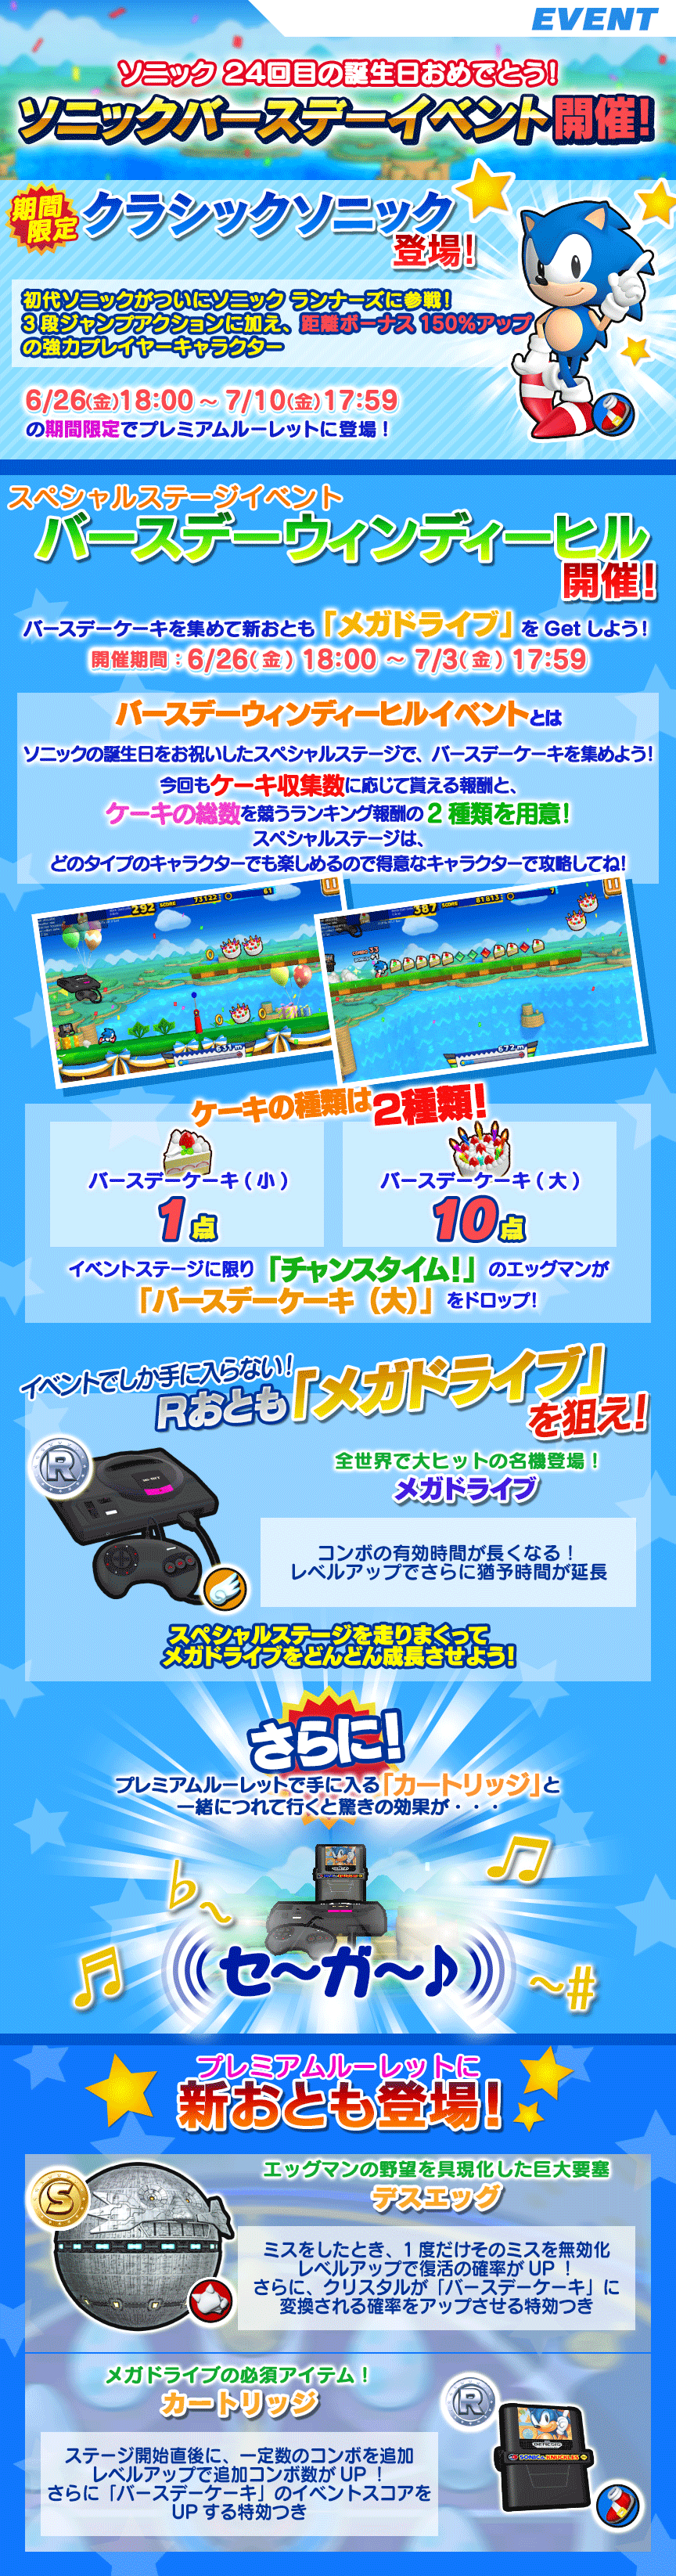 EVENT
ソニック 24回目の誕生日おめでとう!
ソニックバースデーイベント開催!
期間
限定
クラシックソニック
登場!
初代ソニックがついにソニック ランナーズに参戦!
3段ジャンプアクションに加え、距離ボーナス 150%アップ
の強力プレイヤーキャラクター
6/26(金)18:00 ~ 7/10(金)17:59
の期間限定でプレミアムルーレットに登場!
スペシャルステージイベント
バースデーウィンディーヒル
開催!
バースデーケーキを集めて新おとも「メガドライブ」を Get しよう!
開催期間:6/26(金) 18:00 ~ 7/3(金) 17:59
バースデーウィンディーヒルイベントとは
ソニックの誕生日をお祝いしたスペシャルステージで、バースデーケーキを集めよう!
今回もケーキ収集数に応じて貰える報酬と、
ケーキの総数を競うランキング報酬の2種類を用意!
スペシャルステージは、
どのタイプのキャラクターでも楽しめるので得意なキャラクターで攻略してね!
292 SCORE 73122 61
387 SCORE 81813 7
631m
672m
ケーキの種類は2種類!
バースデーケーキ(小)
1点
バースデーケーキ(大)
10点
イベントステージに限り「チャンスタイム!」のエッグマンが
「バースデーケーキ(大)」をドロップ!
イベントでしか手に入らない!
Rおとも「メガドライブ」
を狙え!
R
全世界で大ヒットの名機登場!
メガドライブ
コンボの有効時間が長くなる!
レベルアップでさらに猶予時間が延長
スペシャルステージを走りまくって
メガドライブをどんどん成長させよう!
さらに!
プレミアムルーレットで手に入る「カートリッジ」と
一緒につれて行くと驚きの効果が・・・
♭~
♫
セ~ガ~♪
♫
~#
プレミアムルーレットに
新おとも登場!
S
エッグマンの野望を具現化した巨大要塞
デスエッグ
ミスをしたとき、1度だけそのミスを無効化
レベルアップで復活の確率がUP!
さらに、クリスタルが「バースデーケーキ」に
変換される確率をアップさせる特効つき
メガドライブの必須アイテム!
カートリッジ
R
ステージ開始直後に、一定数のコンボを追加
レベルアップで追加コンボ数がUP!
さらに「バースデーケーキ」のイベントスコアを
UPする特効つき
GENESIS
SONIC & KNUCKLES